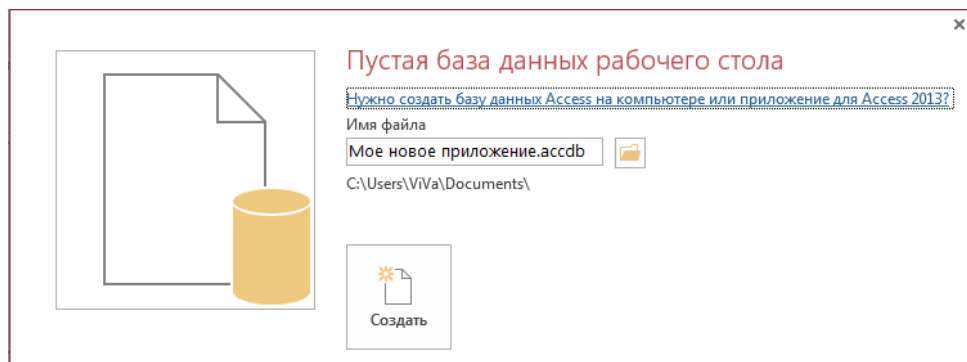 Пустая база данных рабочего стола
Нужно создать базу данных Access на компьютере или приложение для Access 2013?
Имя файла
Мое новое приложение.accdb
C:\Users\ViVa\Documents\
Создать